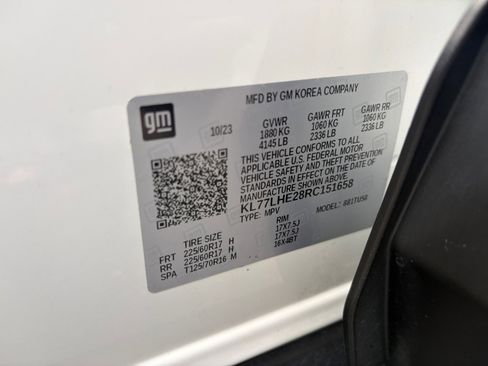 MFD BY GM KOREA COMPANY
gm
10/23
GVWR GAWR FRT GAWR RR
1880 KG 1060 KG 1060 KG
4145 LB 2336 LB 2336 LB
THIS VEHICLE CONFORMS TO ALL
APPLICABLE U.S. FEDERAL MOTOR
VEHICLE SAFETY AND THEFT PREVENTION
STANDARDS IN EFFECT ON THE DATE OF
MANUFACTURE SHOWN ABOVE.
KL77LHE28RC151658
TYPE: MPV MODEL:
TIRE SIZE RIM
FRT 225/60R17 H 17X7.5J
RR 225/60R17 H 17X7.5J
SPA T125/70R16 M 16X4BT